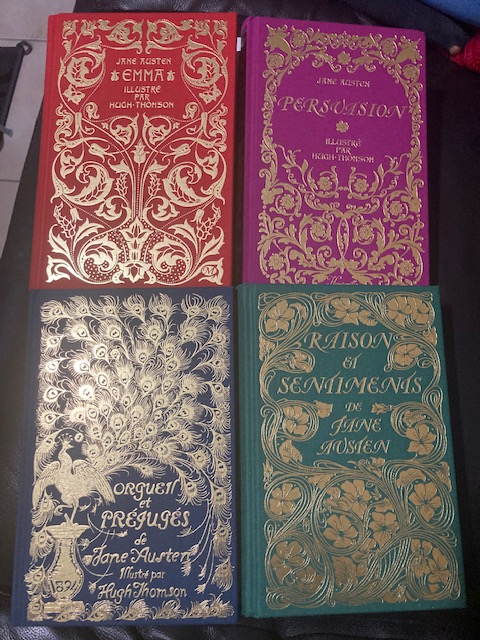 JANE AUSTEN
EMMA
ILLUSTRÉ
PAR
HUGH-THOMSON
JANE AUSTEN
PERSUASION
ILLUSTRÉ
PAR
HUGH-THOMSON
ORGUEIL
et
PRÉJUGÉS
de
Jane Austen
Illustré par
Hugh Thomson
1894
RAISON
et
SENTIMENTS
DE
JANE
AUSTEN